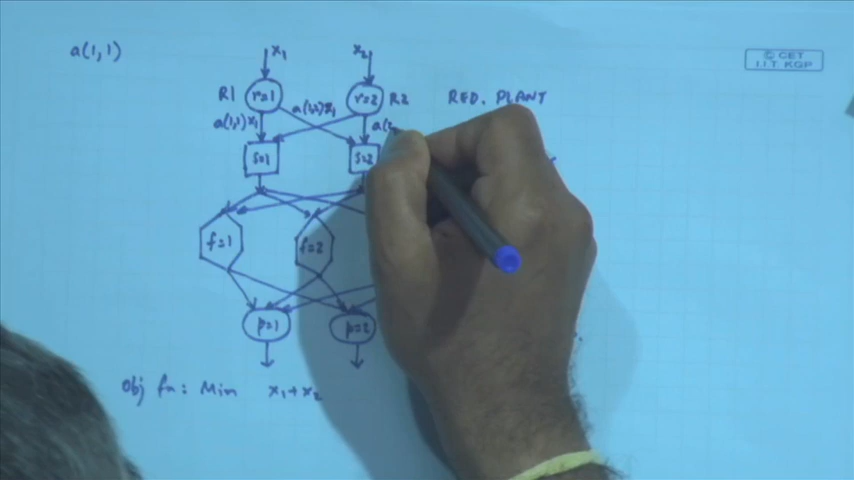 a(1,1)
x₁
x₂
© CET
I.I.T. KGP
R1
r=1
r=2
R2
RED. PLANT
a(1,2)x₁
a(1,1)x₁
a(2
s=1
s=2
f=1
f=2
p=1
p=2
Obj fn: Min x₁+x₂